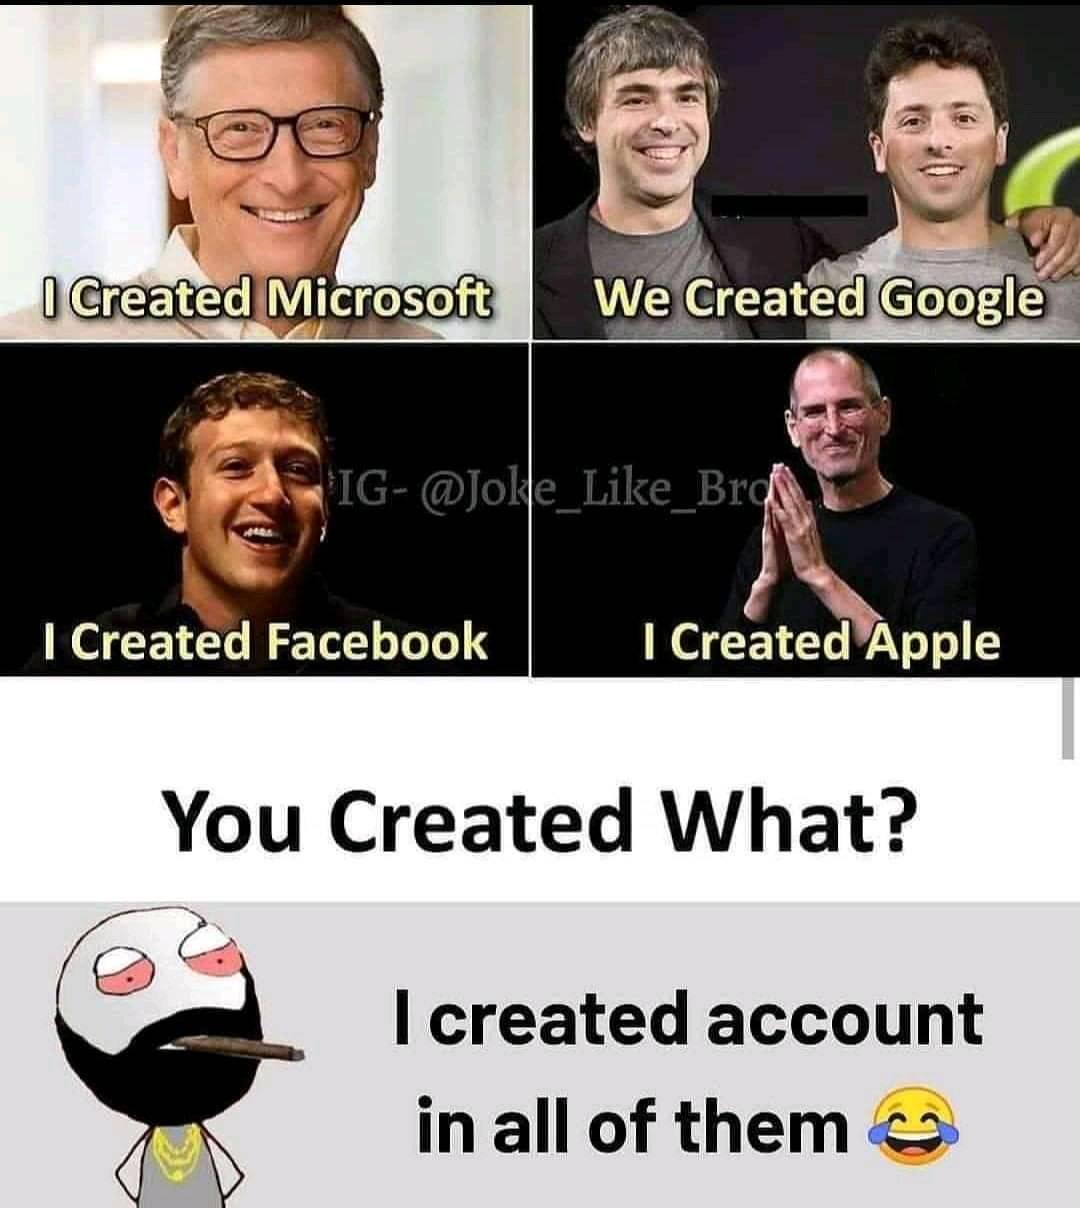 I Created Microsoft
We Created Google
IG- @Joke_Like_Bro
I Created Facebook
I Created Apple
You Created What?
I created account
in all of them 😂